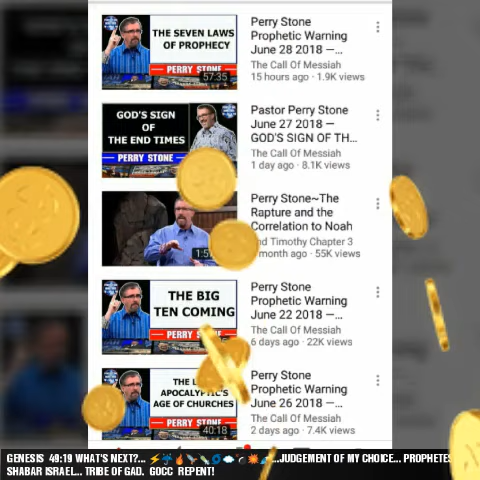 THE SEVEN LAWS
OF PROPHECY
PERRY STONE
57:35
Perry Stone
Prophetic Warning
June 28 2018 —...
The Call Of Messiah
15 hours ago · 1.9K views
GOD'S SIGN
OF
THE END TIMES
PERRY STONE
Pastor Perry Stone
June 27 2018 —
GOD'S SIGN OF TH...
The Call Of Messiah
1 day ago · 8.1K views
Perry Stone~The
Rapture and the
Correlation to Noah
Timothy Chapter 3
month ago · 55K views
THE BIG
TEN COMING
PERRY STONE
Perry Stone
Prophetic Warning
June 22 2018 —...
The Call Of Messiah
6 days ago · 22K views
THE
AGE OF CHURCHES
PERRY STONE
40:18
Perry Stone
Prophetic Warning
June 26 2018 —...
The Call Of Messiah
2 days ago · 7.4K views
GENESIS 49:19 WHAT'S NEXT?... ...JUDGEMENT OF MY CHOICE...
SHABAR ISRAEL... TRIBE OF GAD. GOCC REPENT!